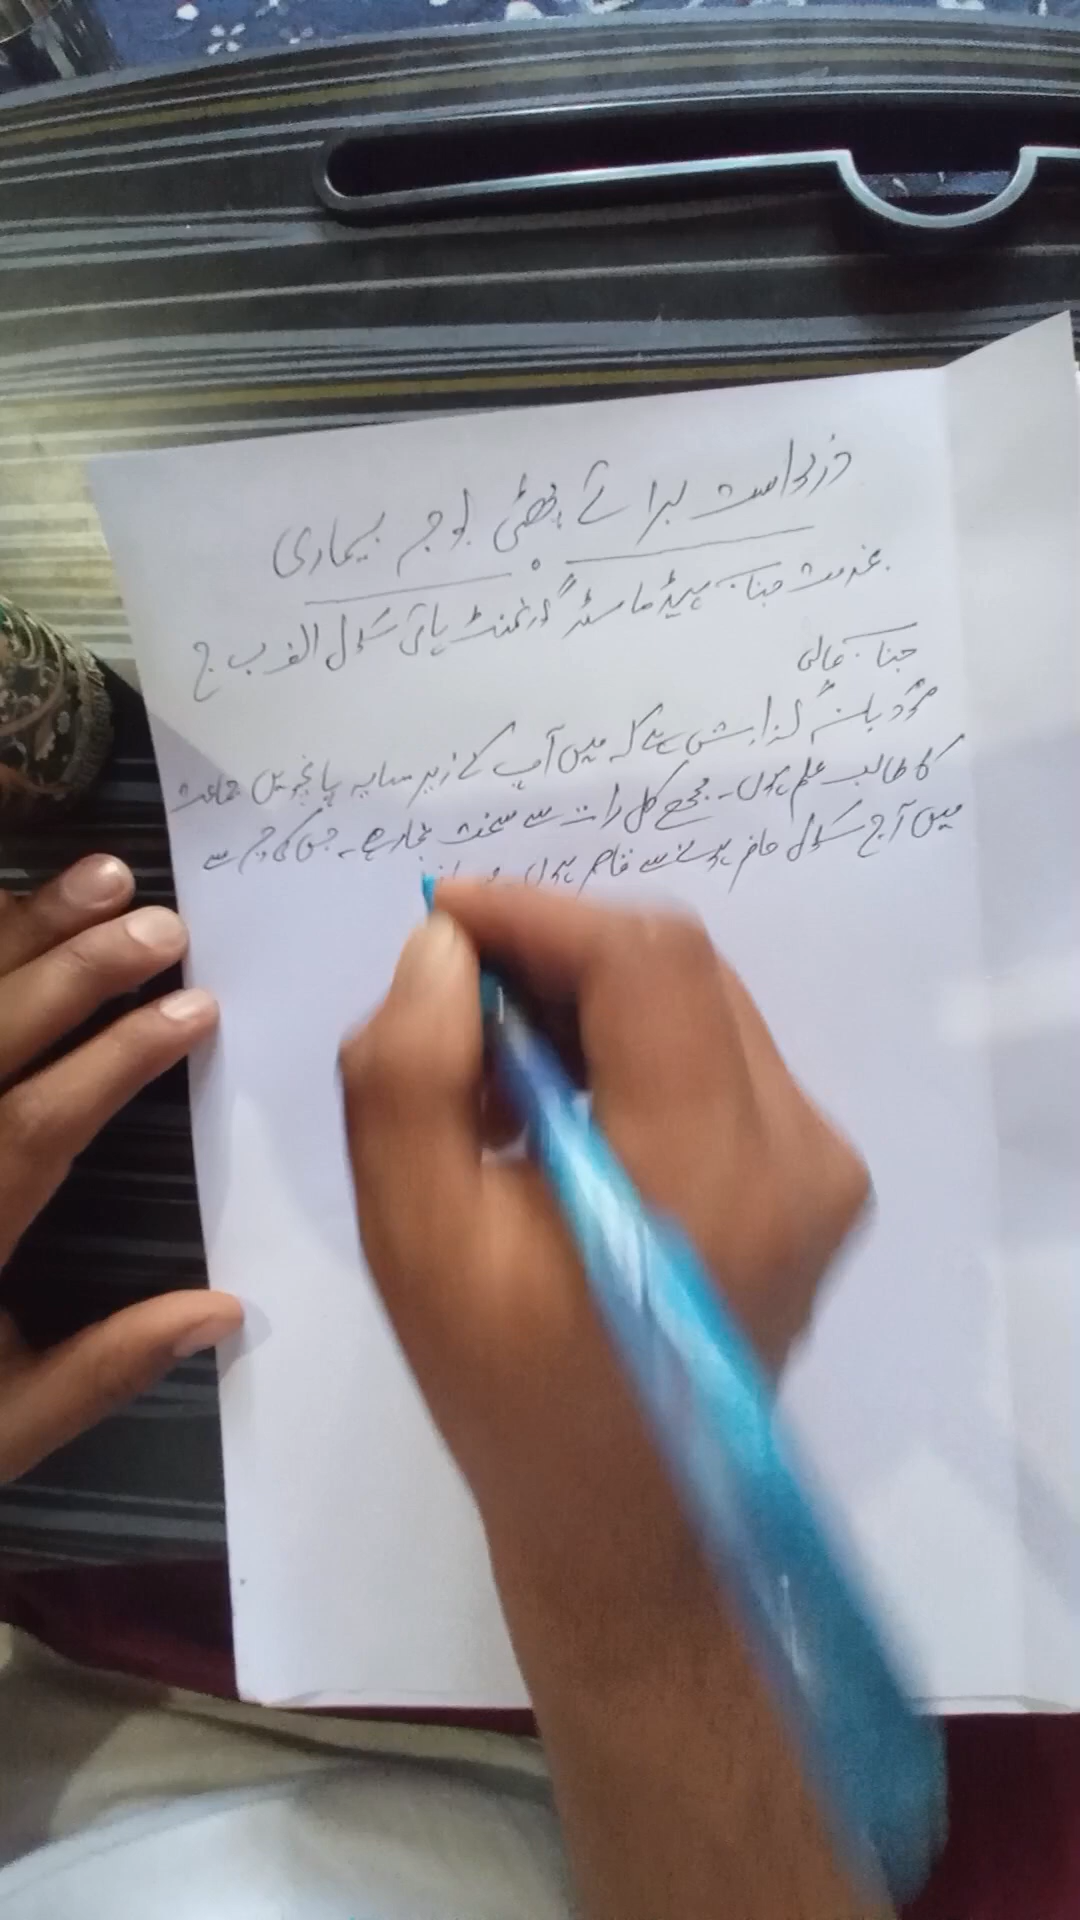 درخواست برائے چھٹی بوجہ بیماری
بخدمت جناب ہیڈ ماسٹر گورنمنٹ ہائی سکول الف ب ج
جناب عالی
مؤدبانہ گذارش ہے کہ میں آپ کے زیر سایہ پانچویں جماعت
کا طالب علم ہوں۔ مجھے کل رات سے سخت بخار ہے۔ جس کی وجہ سے
میں آج سکول حاضر ہونے سے قاصر ہوں۔